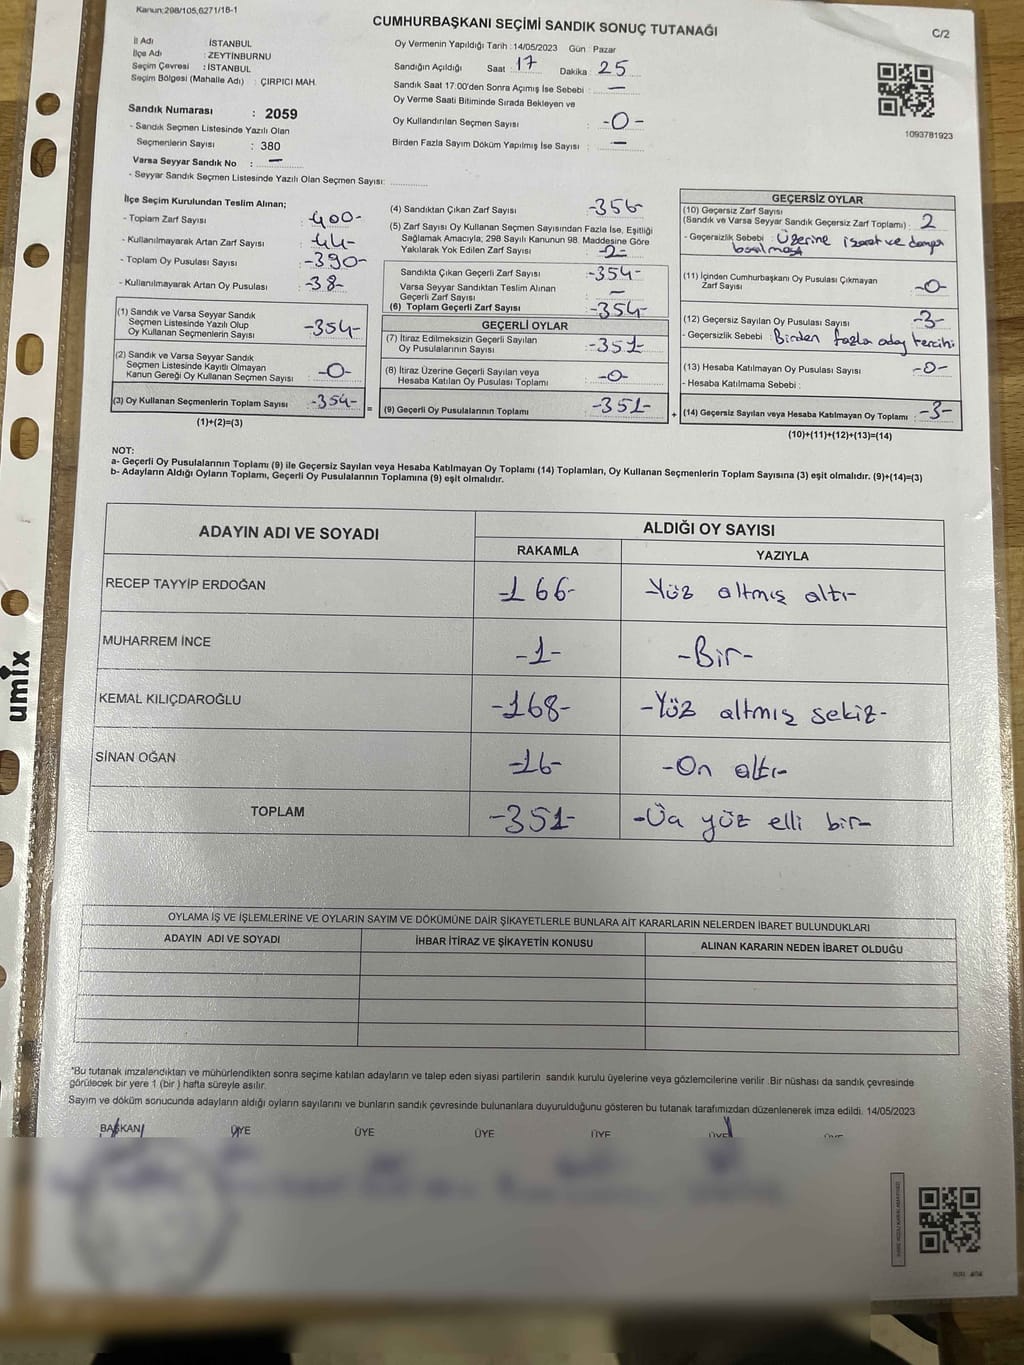 Kanun:298/105,6271/18-1
CUMHURBAŞKANI SEÇİMİ SANDIK SONUÇ TUTANAĞI
C/2
İl Adı : İSTANBUL
İlçe Adı : ZEYTİNBURNU
Seçim Çevresi : İSTANBUL
Seçim Bölgesi (Mahalle Adı) : ÇIRPICI MAH.
Sandık Numarası : 2059
- Sandık Seçmen Listesinde Yazılı Olan
Seçmenlerin Sayısı : 380
Varsa Seyyar Sandık No : -
- Seyyar Sandık Seçmen Listesinde Yazılı Olan Seçmen Sayısı: ............
Oy Vermenin Yapıldığı Tarih : 14/05/2023 Gün : Pazar
Sandığın Açıldığı Saat : 17 Dakika : 25
Sandık Saat 17:00'den Sonra Açımış İse Sebebi : -
Oy Verme Saati Bitiminde Sırada Bekleyen ve
Oy Kullandırılan Seçmen Sayısı : -0-
Birden Fazla Sayım Döküm Yapılmış İse Sayısı : -
1093781923
İlçe Seçim Kurulundan Teslim Alınan;
- Toplam Zarf Sayısı : -400-
- Kullanılmayarak Artan Zarf Sayısı : -44-
- Toplam Oy Pusulası Sayısı : -390-
- Kullanılmayarak Artan Oy Pusulası : -38-
(1) Sandık ve Varsa Seyyar Sandık
Seçmen Listesinde Yazılı Olup
Oy Kullanan Seçmenlerin Sayısı : -354-
(2) Sandık ve Varsa Seyyar Sandık
Seçmen Listesinde Kayıtlı Olmayan
Kanun Gereği Oy Kullanan Seçmen Sayısı : -0-
(3) Oy Kullanan Seçmenlerin Toplam Sayısı : -354-
(1)+(2)=(3)
=
(4) Sandıktan Çıkan Zarf Sayısı : -356-
(5) Zarf Sayısı Oy Kullanan Seçmen Sayısından Fazla İse, Eşitliği
Sağlamak Amacıyla, 298 Sayılı Kanunun 98. Maddesine Göre
Yakılarak Yok Edilen Zarf Sayısı : -2-
Sandıkta Çıkan Geçerli Zarf Sayısı : -354-
Varsa Seyyar Sandıktan Teslim Alınan
Geçerli Zarf Sayısı : -
(6) Toplam Geçerli Zarf Sayısı : -354-
GEÇERLİ OYLAR
(7) İtiraz Edilmeksizin Geçerli Sayılan
Oy Pusulalarının Sayısı : -351-
(8) İtiraz Üzerine Geçerli Sayılan veya
Hesaba Katılan Oy Pusulası Toplamı : -0-
(9) Geçerli Oy Pusulalarının Toplamı : -351-
+
GEÇERSİZ OYLAR
(10) Geçersiz Zarf Sayısı
(Sandık ve Varsa Seyyar Sandık Geçersiz Zarf Toplamı) : 2
- Geçersizlik Sebebi : Üzerine işaret ve damga
basılması
(11) İçinden Cumhurbaşkanı Oy Pusulası Çıkmayan
Zarf Sayısı : -0-
(12) Geçersiz Sayılan Oy Pusulası Sayısı : -3-
- Geçersizlik Sebebi : Birden fazla aday tercihi
(13) Hesaba Katılmayan Oy Pusulası Sayısı : -0-
- Hesaba Katılmama Sebebi :
(14) Geçersiz Sayılan veya Hesaba Katılmayan Oy Toplamı : -3-
(10)+(11)+(12)+(13)=(14)
NOT:
a- Geçerli Oy Pusulalarının Toplamı (9) ile Geçersiz Sayılan veya Hesaba Katılmayan Oy Toplamı (14) Toplamları, Oy Kullanan Seçmenlerin Toplam Sayısına (3) eşit olmalıdır. (9)+(14)=(3)
b- Adayların Aldığı Oyların Toplamı, Geçerli Oy Pusulalarının Toplamına (9) eşit olmalıdır.
ADAYIN ADI VE SOYADI
ALDIĞI OY SAYISI
RAKAMLA YAZIYLA
RECEP TAYYİP ERDOĞAN -166- -Yüz altmış altı-
MUHARREM İNCE -1- -Bir-
KEMAL KILIÇDAROĞLU -168- -Yüz altmış sekiz-
SİNAN OĞAN -16- -On altı-
TOPLAM -351- -Üç yüz elli bir-
OYLAMA İŞ VE İŞLEMLERİNE VE OYLARIN SAYIM VE DÖKÜMÜNE DAİR ŞİKAYETLERLE BUNLARA AİT KARARLARIN NELERDEN İBARET BULUNDUKLARI
ADAYIN ADI VE SOYADI İHBAR İTİRAZ VE ŞİKAYETİN KONUSU ALINAN KARARIN NEDEN İBARET OLDUĞU
*Bu tutanak imzalandıktan ve mühürlendikten sonra seçime katılan adayların ve talep eden siyasi partilerin sandık kurulu üyelerine veya gözlemcilerine verilir .Bir nüshası da sandık çevresinde
görülecek bir yere 1 (bir ) hafta süreyle asılır.
Sayım ve döküm sonucunda adayların aldığı oyların sayılarını ve bunların sandık çevresinde bulunanlara duyurulduğunu gösteren bu tutanak tarafımızdan düzenlenerek imza edildi. 14/05/2023
BAŞKAN ÜYE ÜYE ÜYE ÜYE ÜYE
umix